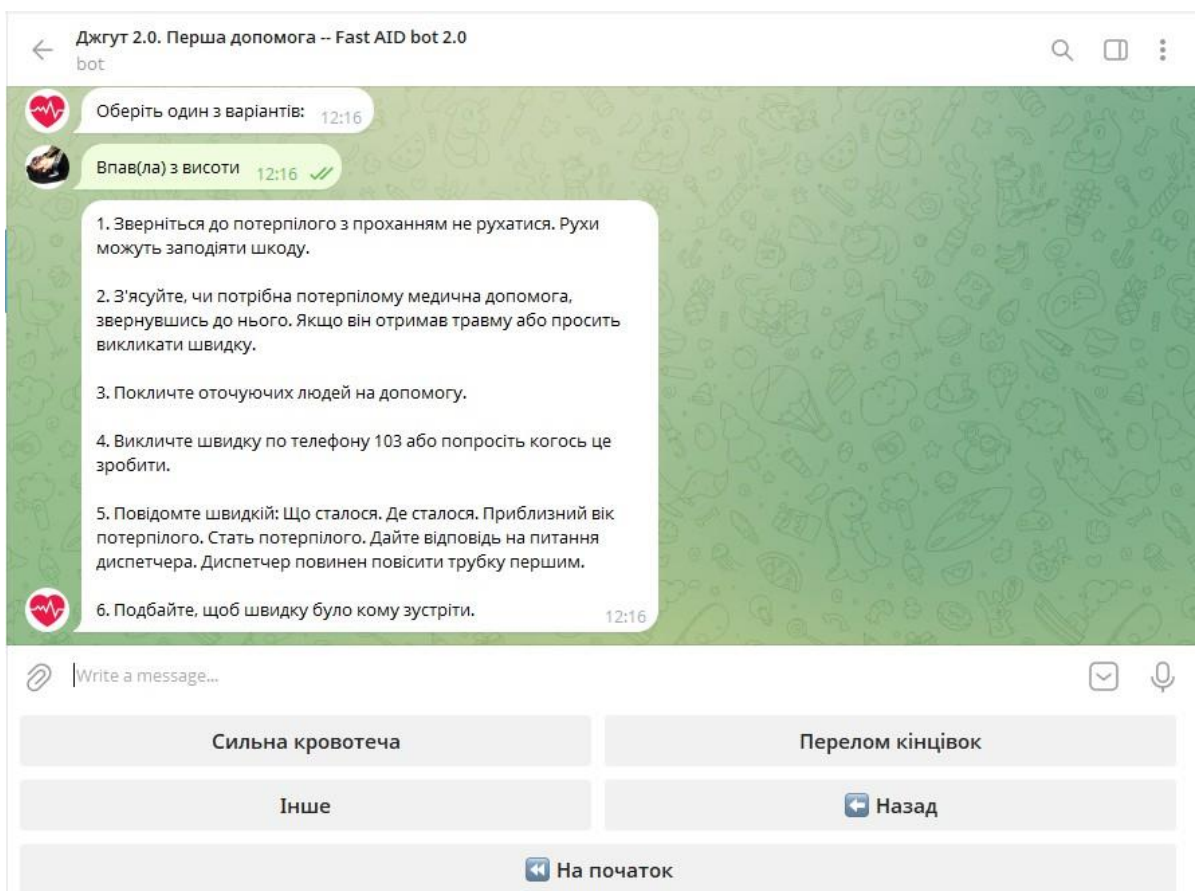 Джгут 2.0. Перша допомога -- Fast AID bot 2.0
bot
Оберіть один з варіантів: 12:16
Впав(ла) з висоти 12:16
1. Зверніться до потерпілого з проханням не рухатися. Рухи
можуть заподіяти шкоду.
2. З'ясуйте, чи потрібна потерпілому медична допомога,
звернувшись до нього. Якщо він отримав травму або просить
викликати швидку.
3. Покличте оточуючих людей на допомогу.
4. Викличте швидку по телефону 103 або попросіть когось це
зробити.
5. Повідомте швидкій: Що сталося. Де сталося. Приблизний вік
потерпілого. Стать потерпілого. Дайте відповідь на питання
диспетчера. Диспетчер повинен повісити трубку першим.
6. Подбайте, щоб швидку було кому зустріти. 12:16
Write a message...
Сильна кровотеча
Перелом кінцівок
Інше
Назад
На початок